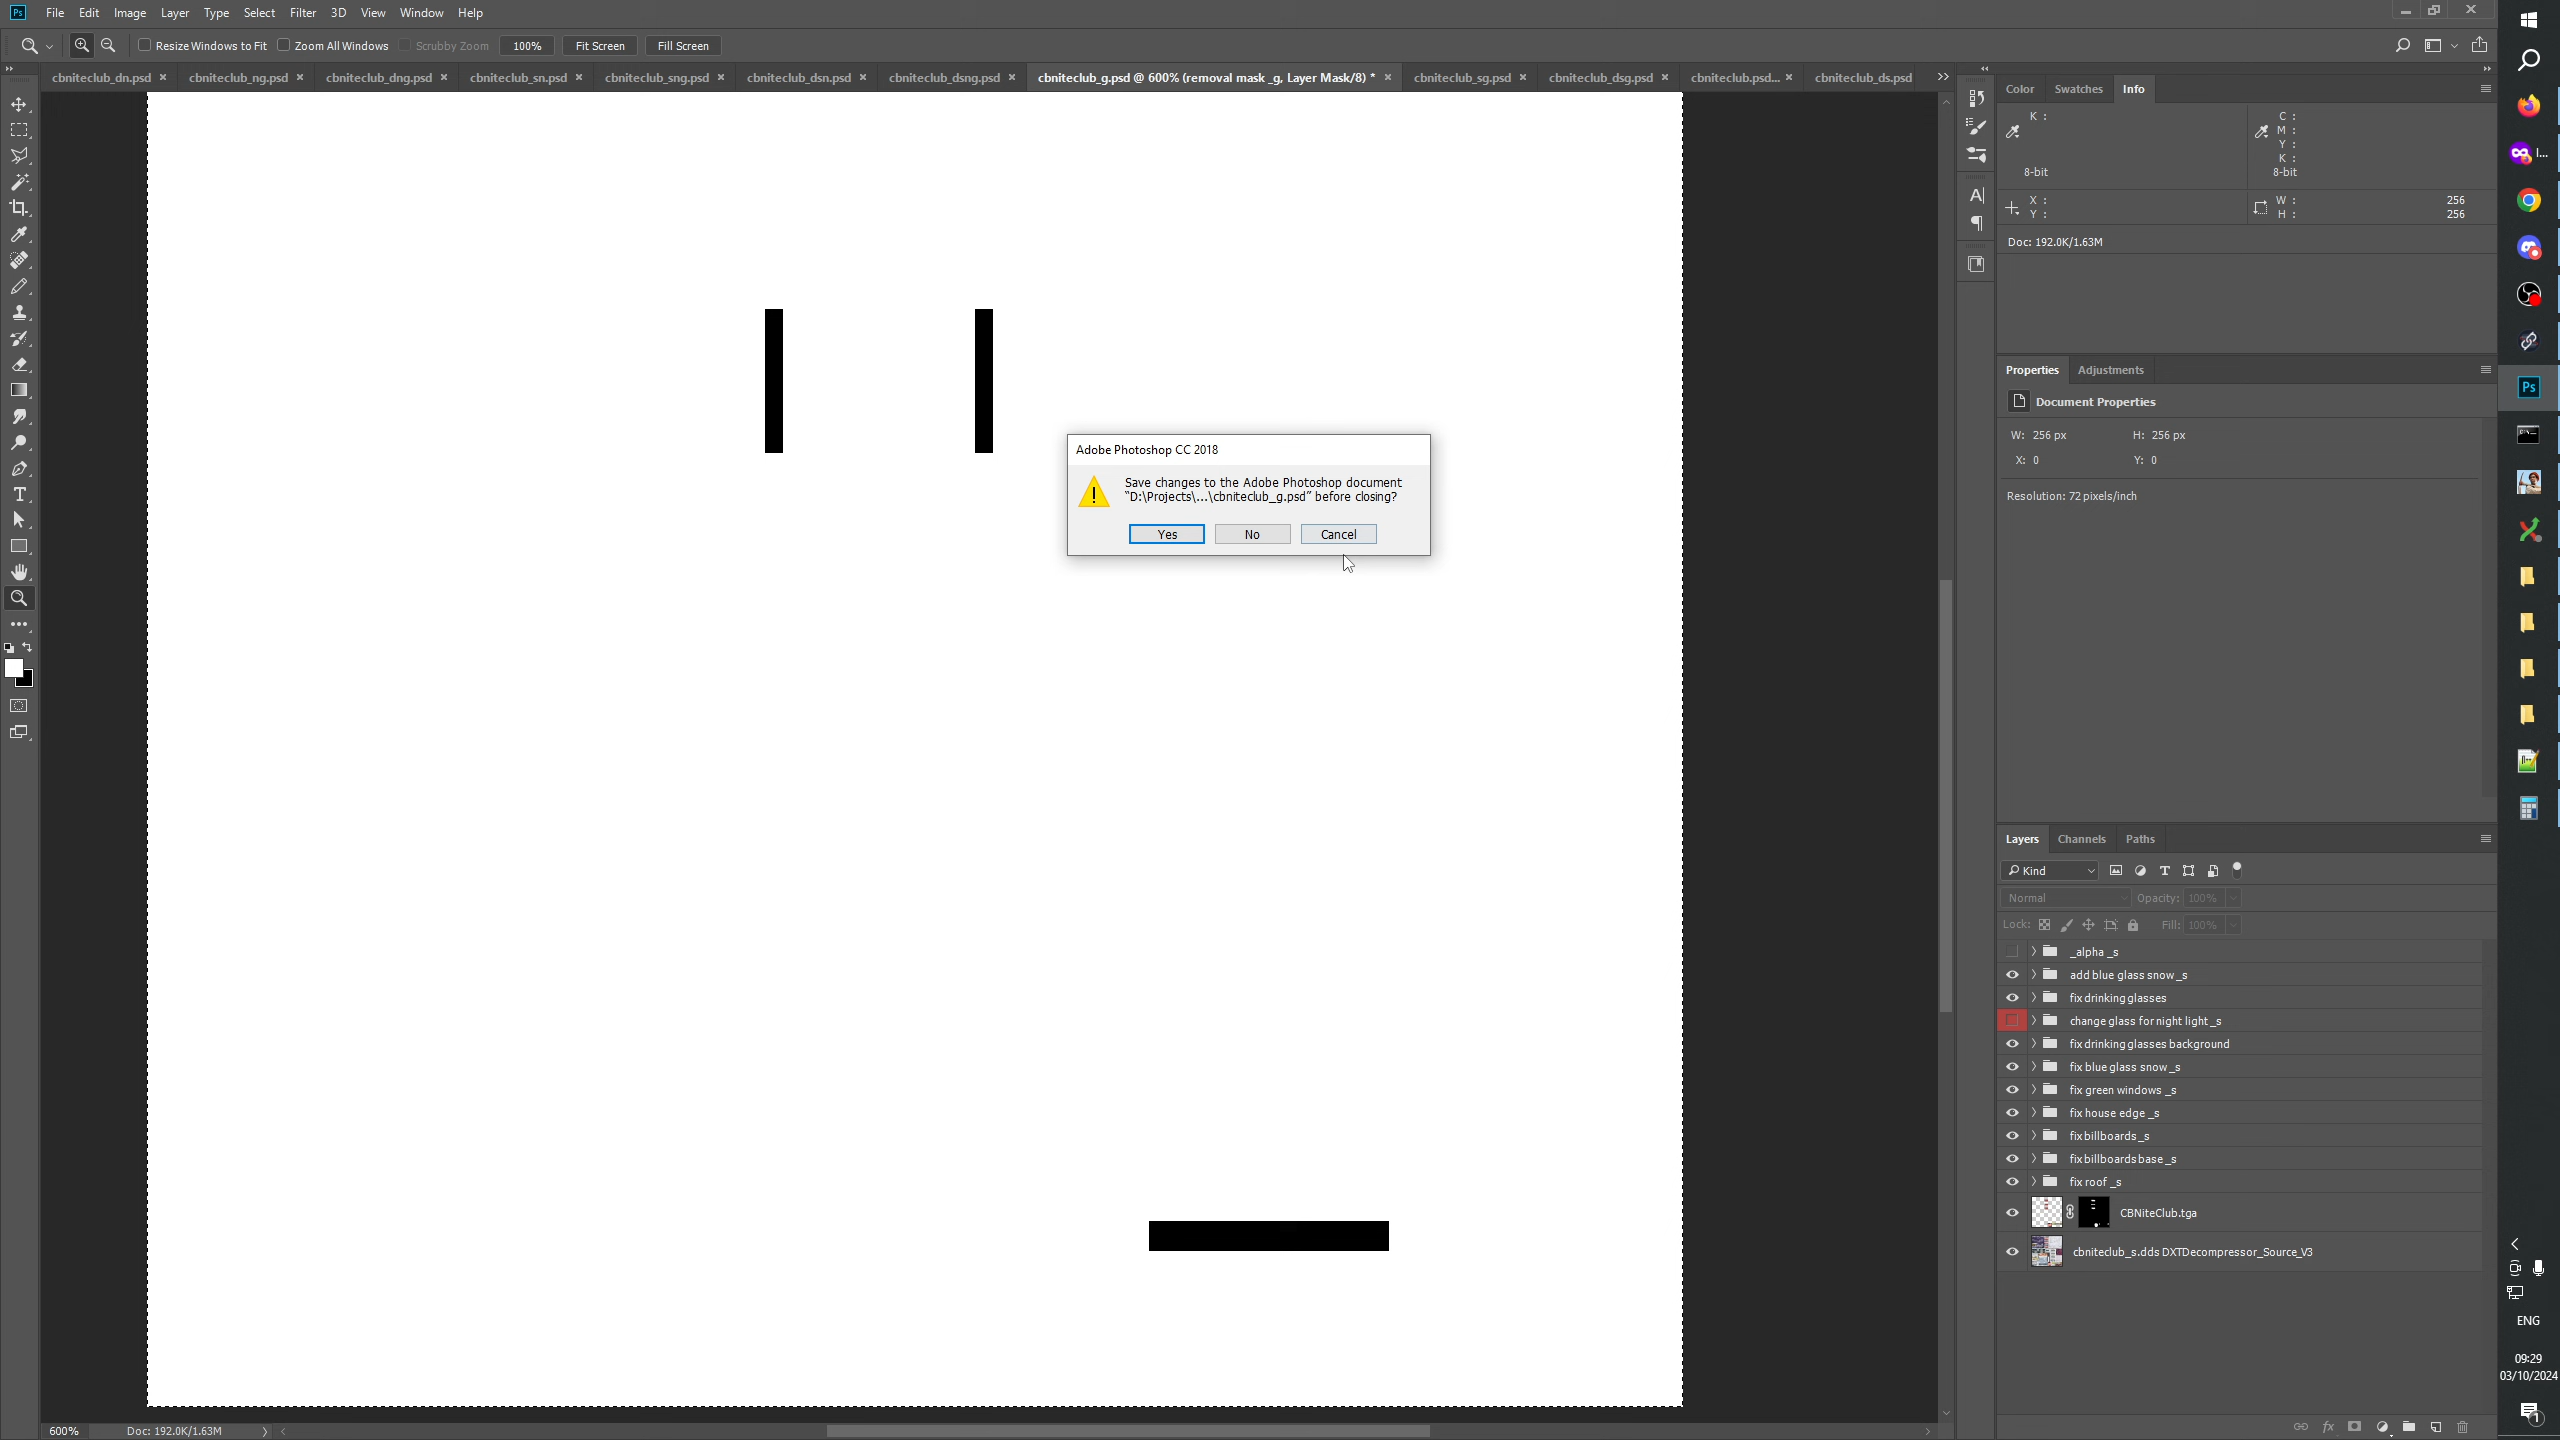 Ps File Edit Image Layer Type Select Filter 3D View Window Help
Resize Windows to Fit Zoom All Windows Scrubby Zoom 100% Fit Screen Fill Screen
cbniteclub_dn.psd × cbniteclub_ng.psd × cbniteclub_dng.psd × cbniteclub_sn.psd × cbniteclub_sng.psd × cbniteclub_dsn.psd × cbniteclub_dsng.psd × cbniteclub_g.psd @ 600% (removal mask _g, Layer Mask/8) * × cbniteclub_sg.psd × cbniteclub_dsg.psd × cbniteclub.psd... × cbniteclub_ds.psd
Adobe Photoshop CC 2018
Save changes to the Adobe Photoshop document
"D:\Projects\...\cbniteclub_g.psd" before closing?
Yes No Cancel
Color Swatches Info
K : C :
M :
Y :
K :
8-bit 8-bit
X : W : 256
Y : H : 256
Doc: 192.0K/1.63M
Properties Adjustments
Document Properties
W: 256 px H: 256 px
X: 0 Y: 0
Resolution: 72 pixels/inch
Layers Channels Paths
Kind
Normal Opacity: 100%
Lock: Fill: 100%
_alpha _s
add blue glass snow _s
fix drinking glasses
change glass for night light _s
fix drinking glasses background
fix blue glass snow _s
fix green windows _s
fix house edge _s
fix billboards _s
fix billboards base _s
fix roof _s
CBNiteClub.tga
cbniteclub_s.dds DXTDecompressor_Source_V3
600% Doc: 192.0K/1.63M
I...
Ps
ENG
09:29
03/10/2024
1